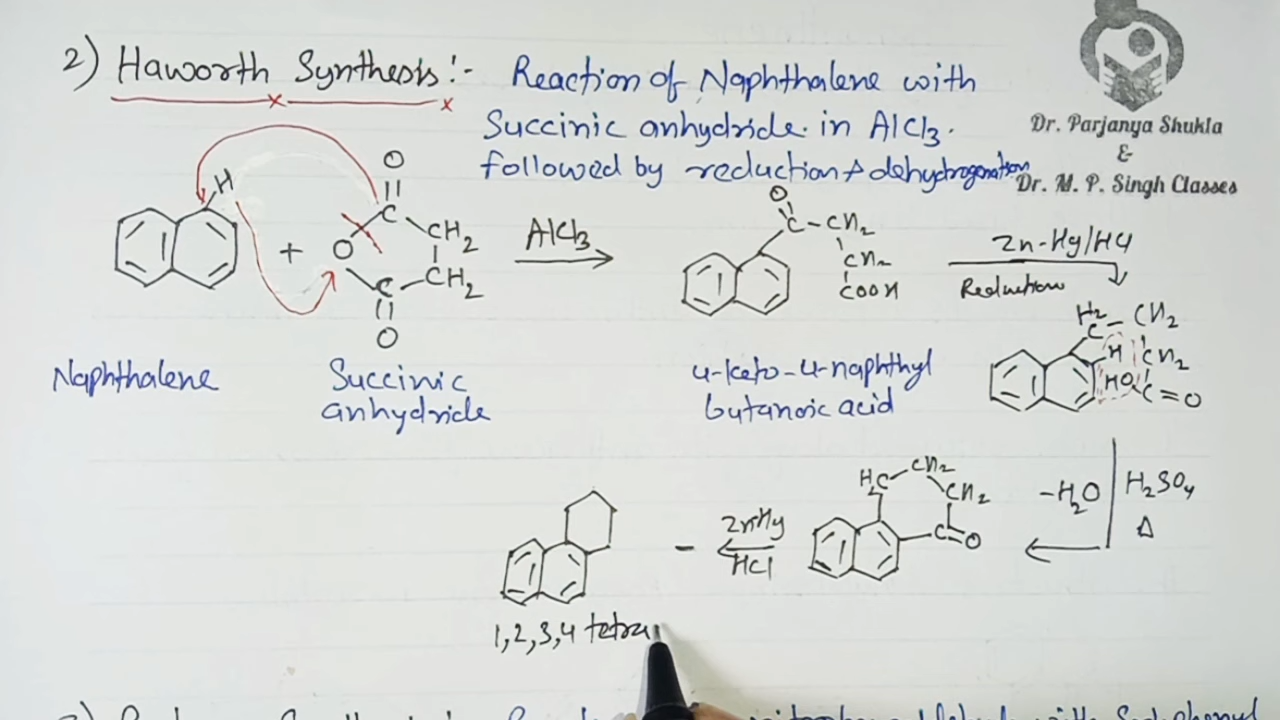 2) Haworth Synthesis :- Reaction of Naphthalene with
Succinic anhydride in AlCl3.
followed by reduction & dehydrogenation
Dr. Parjanya Shukla
&
Dr. M. P. Singh Classes
H
+
O
C
O
C
O
CH2
CH2
AlCl3
O
C-CH2
CH2
COOH
Zn-Hg/HCl
Reduction
H2
C-CH2
H
CH2
HO
C=O
Naphthalene
Succinic
anhydride
4-keto-4-naphthyl
butanoic acid
-H2O
H2SO4
Δ
H2C
CH2
CH2
C=O
Zn-Hg
HCl
-
1,2,3,4 tetra